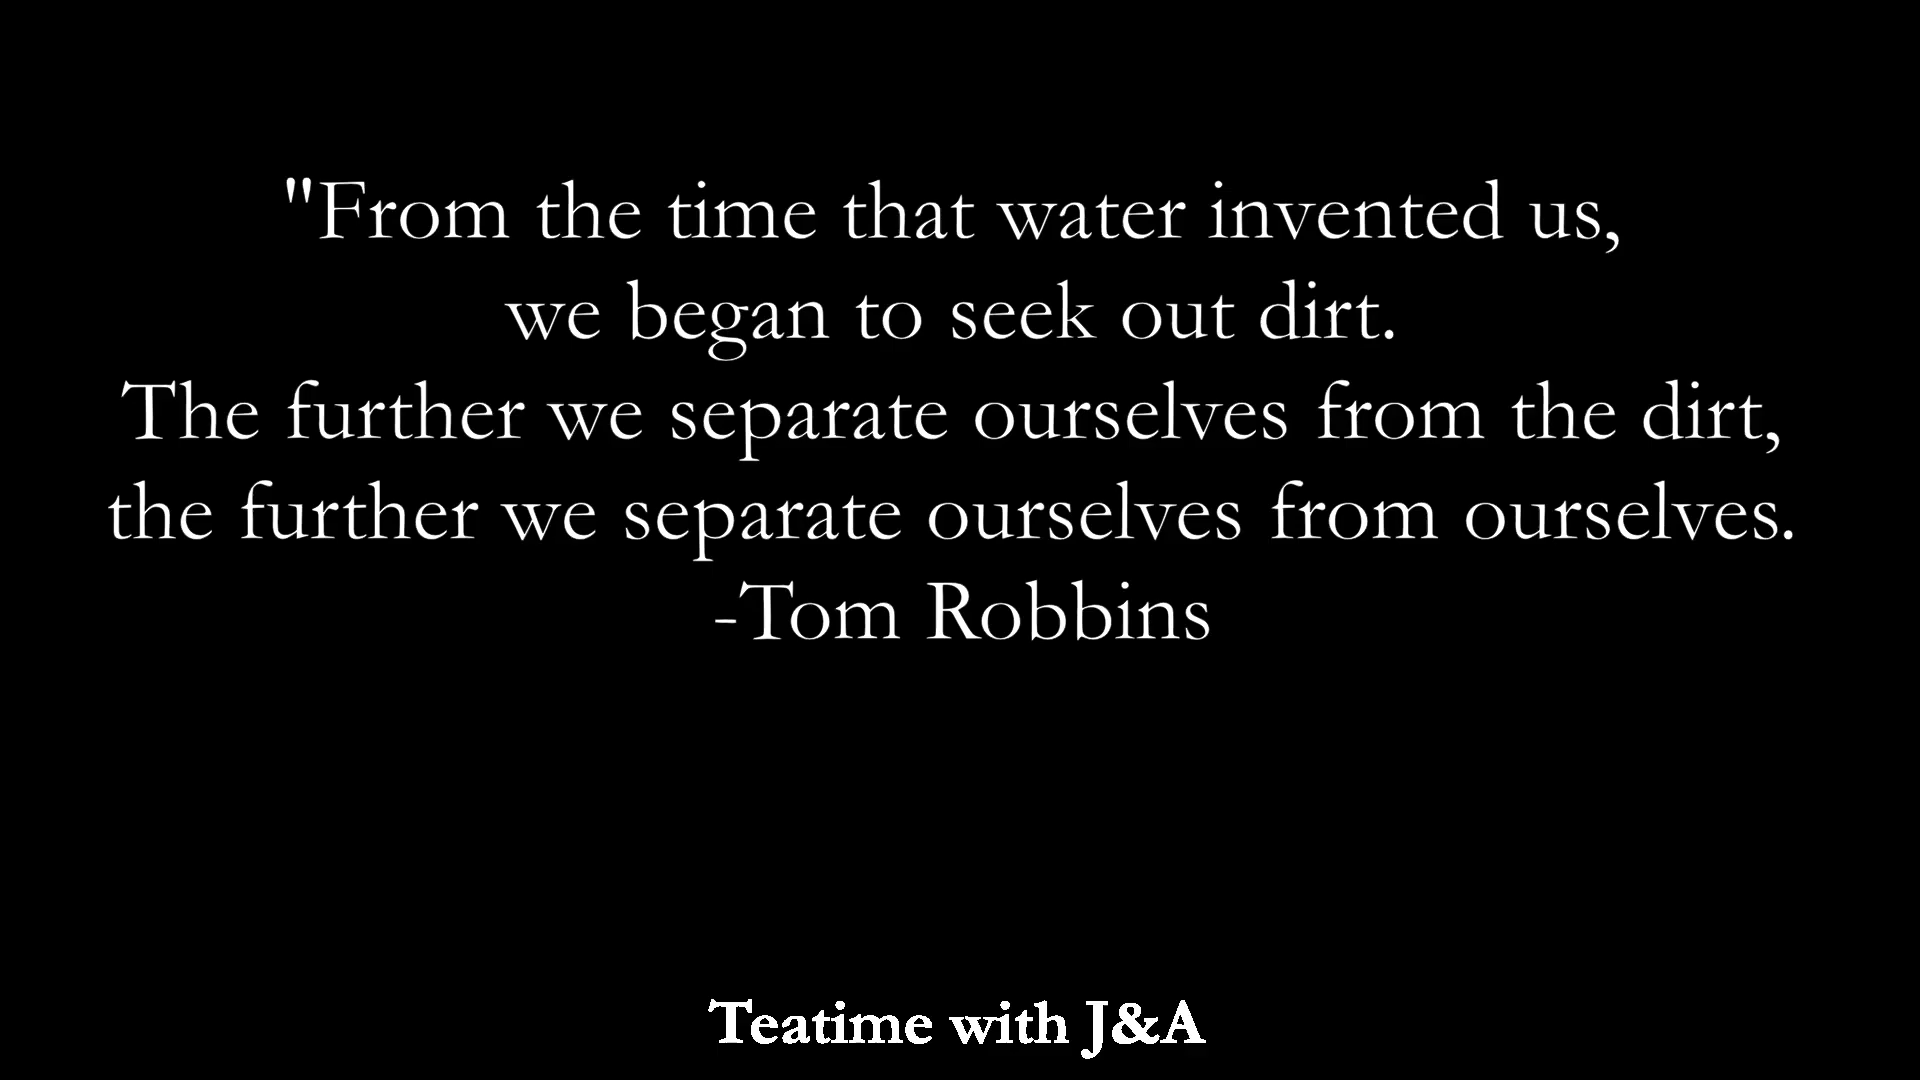 "From the time that water invented us,
we began to seek out dirt.
The further we separate ourselves from the dirt,
the further we separate ourselves from ourselves.
-Tom Robbins
Teatime with J&A